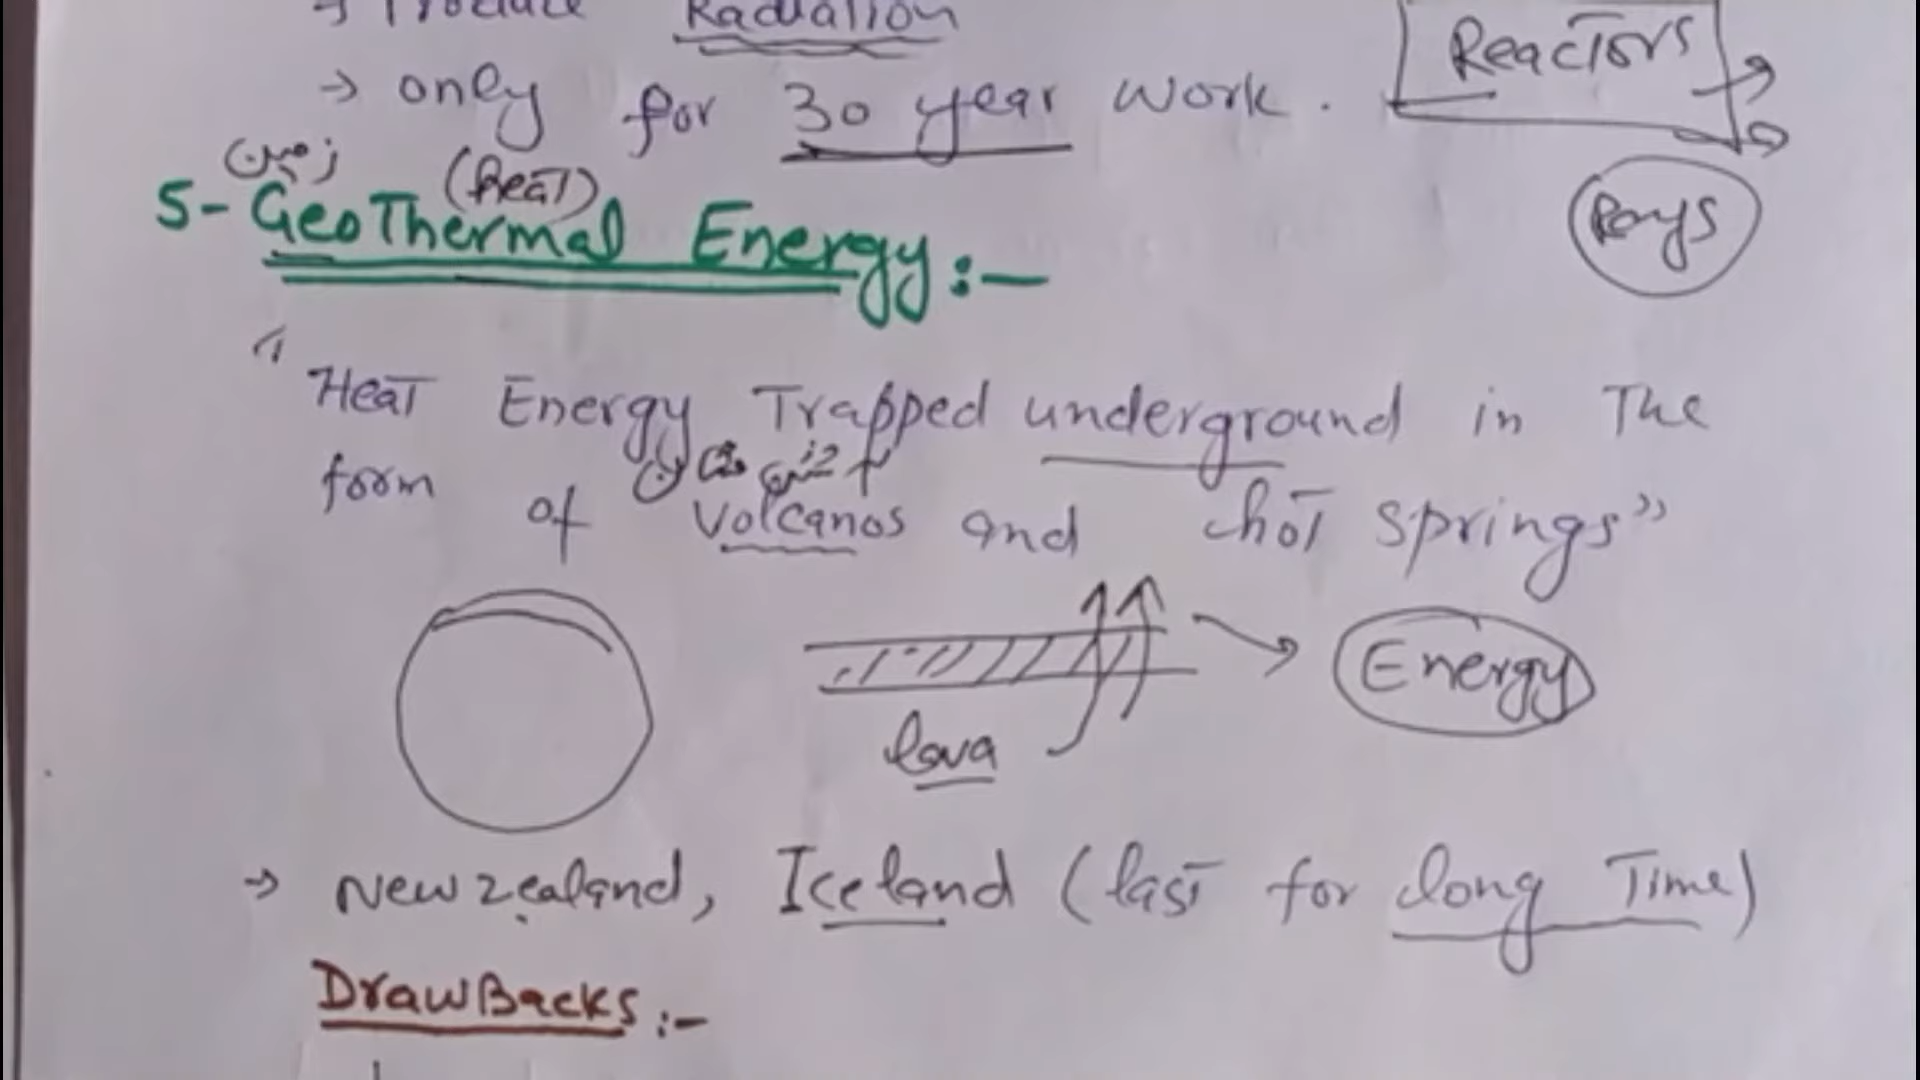 → Produce Radiation
Reactors
→ only for 30 year work.
زمین (heat)
Rays
5- GeoThermal Energy :-
"Heat Energy Trapped underground in The
form of Volcanos and hot springs"
Energy
lava
→ Newzealand, Iceland (last for long Time)
DrawBacks :-